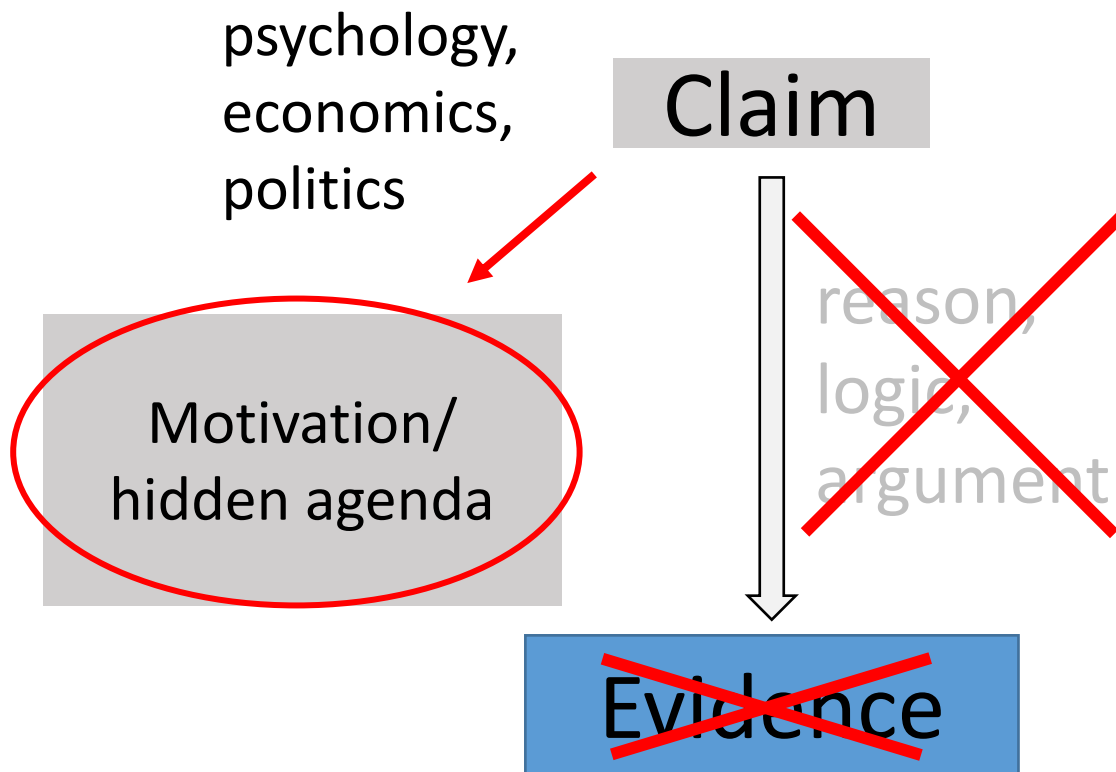 psychology,
economics,
politics
Claim
reason,
logic,
argument
Motivation/
hidden agenda
Evidence